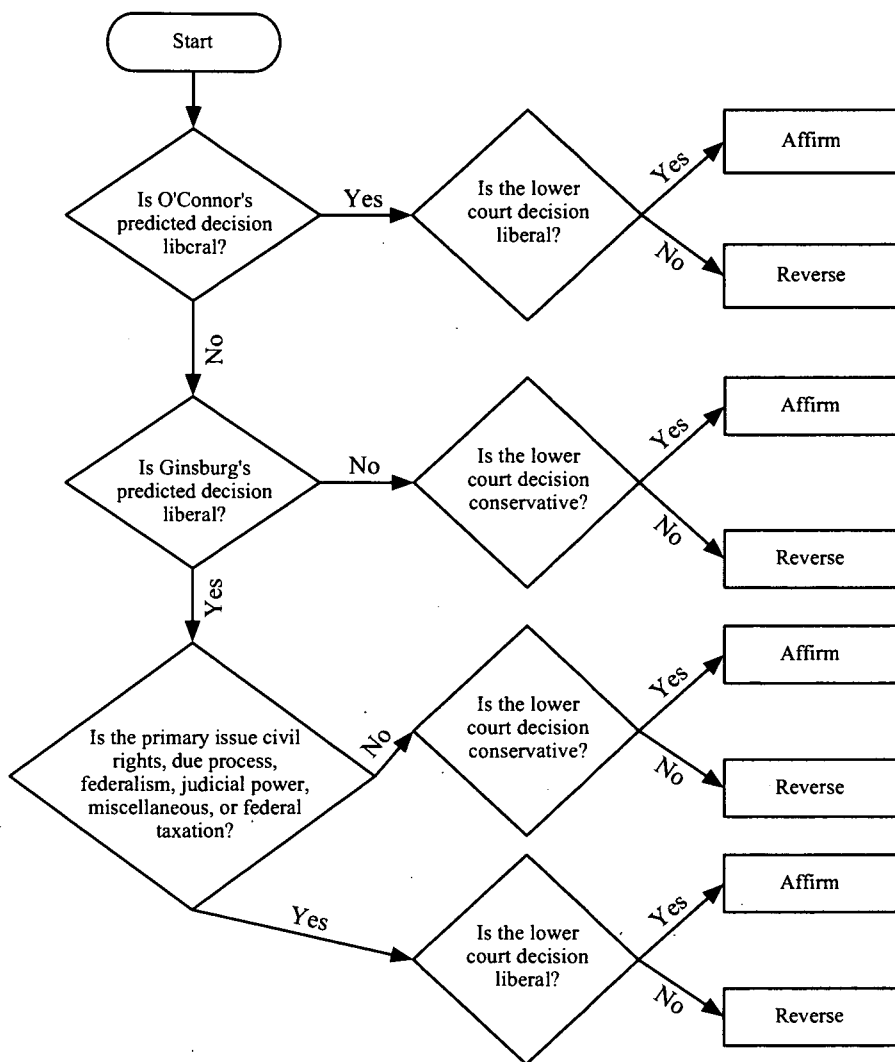 Start
Is O'Connor's
predicted decision
libcral?
Yes
Is the lower
court decision
liberal?
Yes
Affirm
No
Reverse
No
Is Ginsburg's
predicted decision
liberal?
No
Is the lower
court decision
conservative?
Yes
Affirm
No
Reverse
Yes
Is the primary issue civil
rights, due process,
federalism, judicial power,
miscellaneous, or federal
taxation?
No
Is the lower
court decision
conservative?
Yes
Affirm
No
Reverse
Yes
Is the lower
court decision
liberal?
Yes
Affirm
No
Reverse